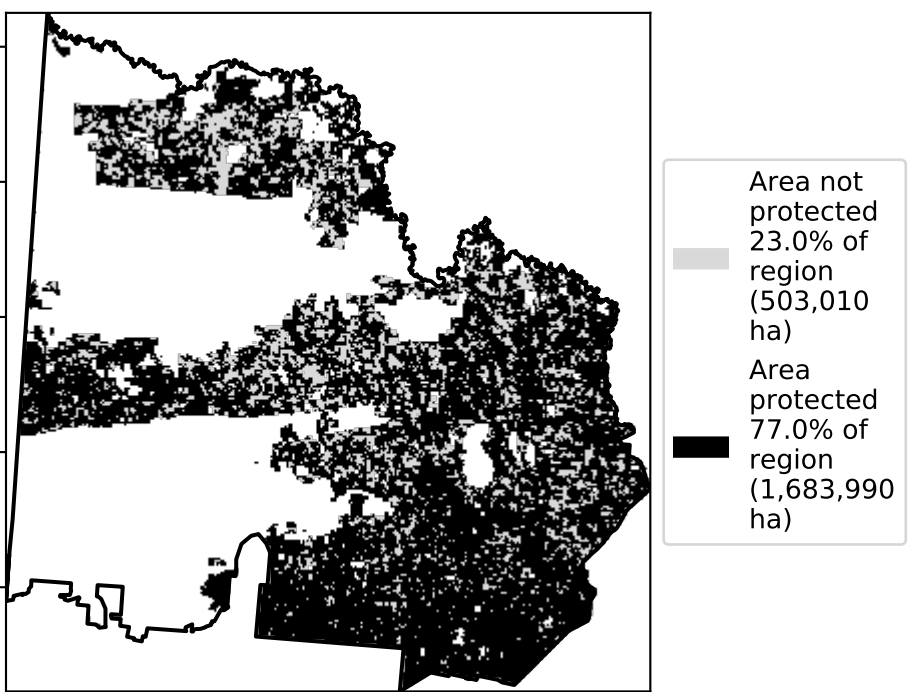 Area not
protected
23.0% of
region
(503,010
ha)
Area
protected
77.0% of
region
(1,683,990
ha)